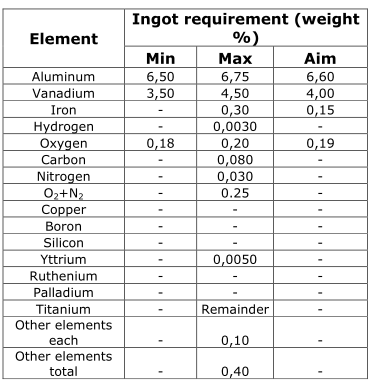 Element Ingot requirement (weight %)
Min Max Aim
Aluminum 6,50 6,75 6,60
Vanadium 3,50 4,50 4,00
Iron - 0,30 0,15
Hydrogen - 0,0030 -
Oxygen 0,18 0,20 0,19
Carbon - 0,080 -
Nitrogen - 0,030 -
O₂+N₂ - 0.25 -
Copper - - -
Boron - - -
Silicon - - -
Yttrium - 0,0050 -
Ruthenium - - -
Palladium - - -
Titanium - Remainder -
Other elements
each - 0,10 -
Other elements
total - 0,40 -